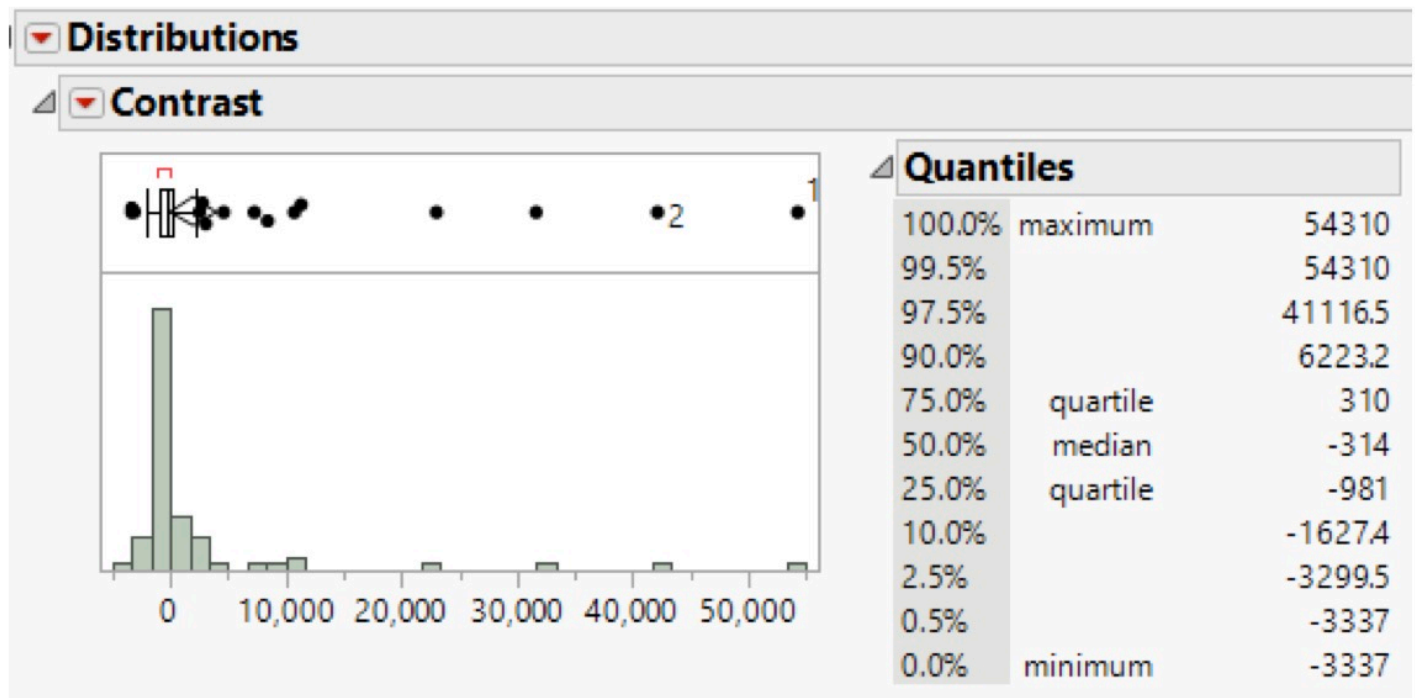 Distributions
Contrast
1
2
0 10,000 20,000 30,000 40,000 50,000
Quantiles
100.0% maximum 54310
99.5% 54310
97.5% 41116.5
90.0% 6223.2
75.0% quartile 310
50.0% median -314
25.0% quartile -981
10.0% -1627.4
2.5% -3299.5
0.5% -3337
0.0% minimum -3337